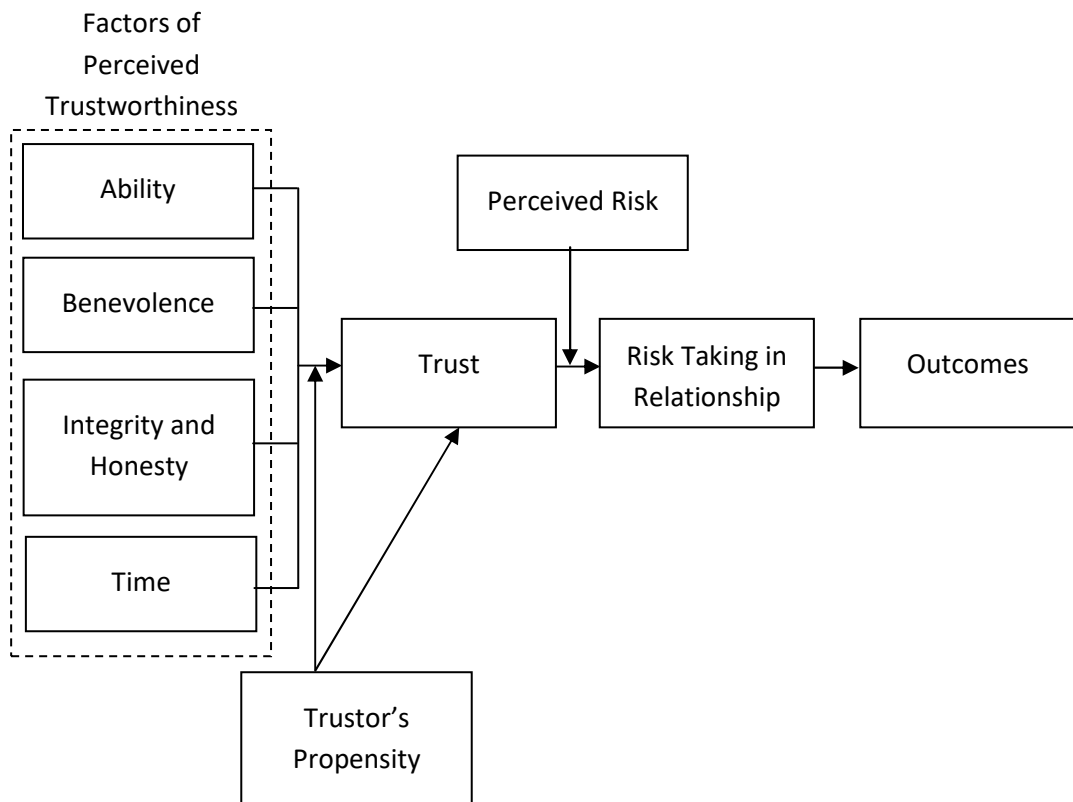 Factors of
Perceived
Trustworthiness
Ability
Benevolence
Integrity and
Honesty
Time
Perceived Risk
Trust
Risk Taking in
Relationship
Outcomes
Trustor’s
Propensity